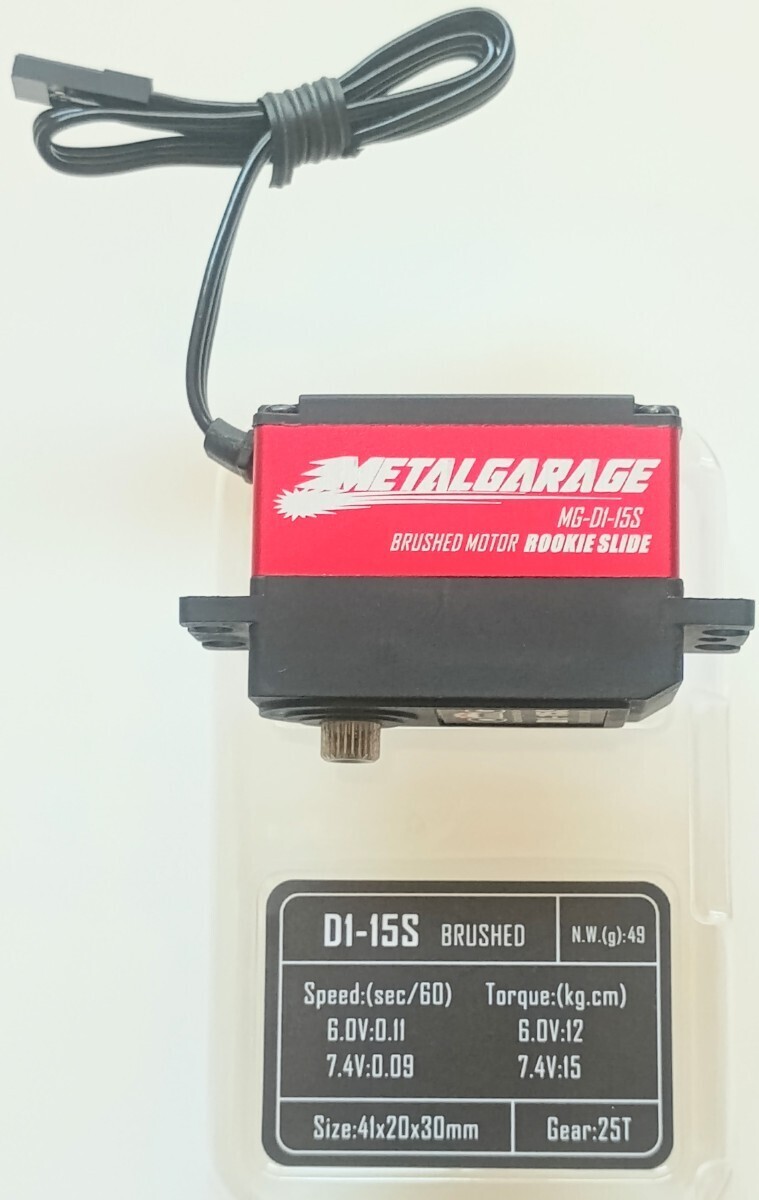 METALGARAGE
MG-D1-15S
BRUSHED MOTOR ROOKIE SLIDE
D1-15S BRUSHED N.W.(g):49
Speed:(sec/60) Torque:(kg.cm)
6.0V:0.11 6.0V:12
7.4V:0.09 7.4V:15
Size:41x20x30mm Gear:25T